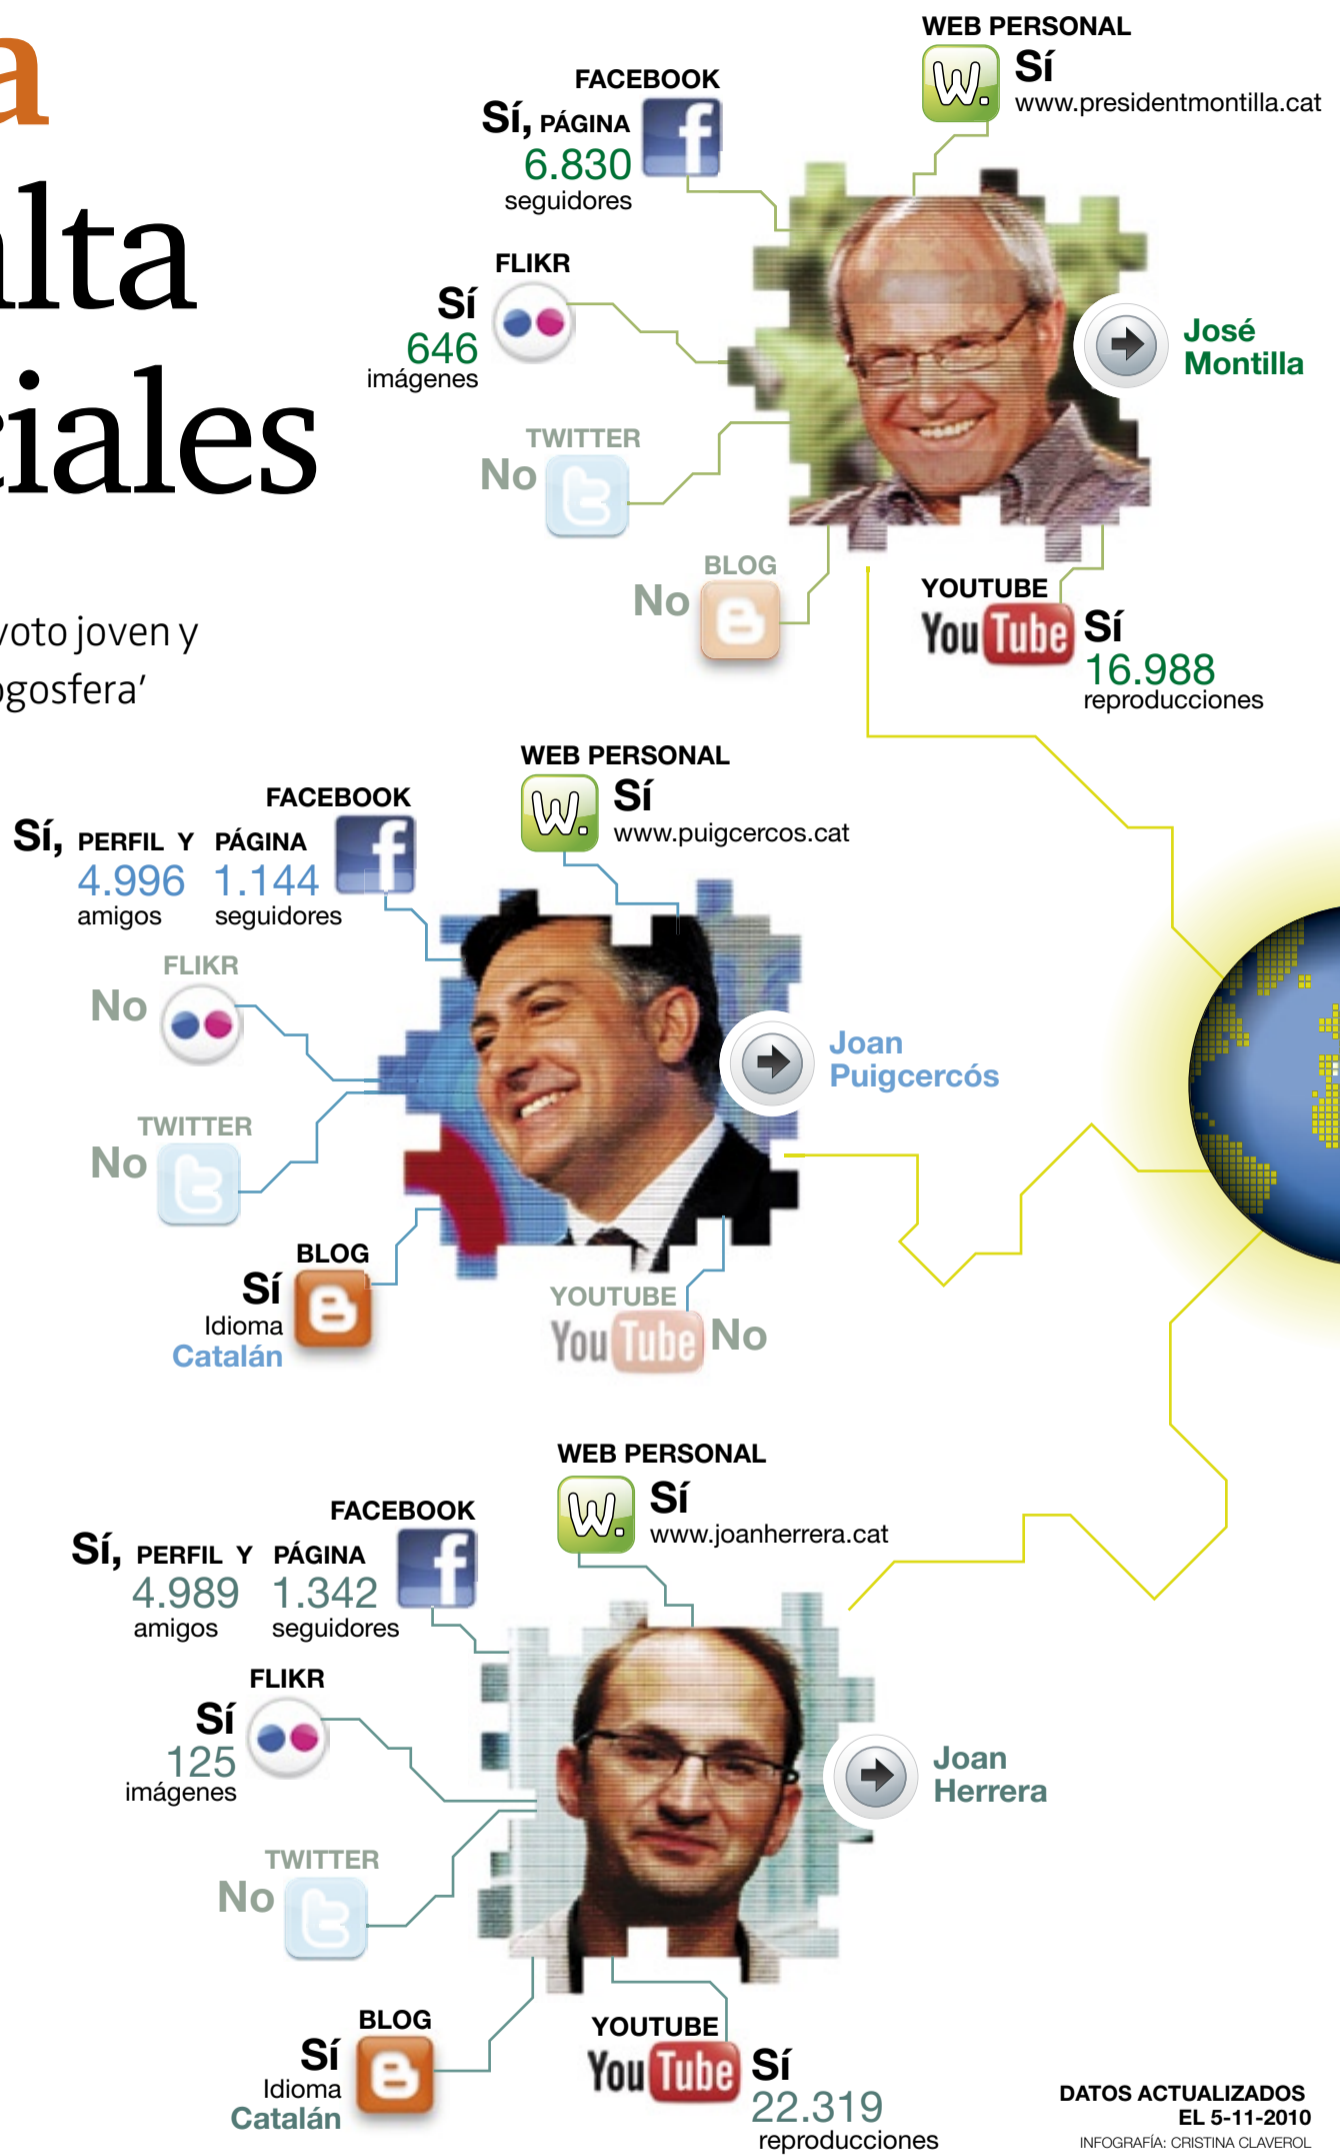 a
alta
ciales
voto joven y
ogosfera’
WEB PERSONAL
W.
Sí
www.presidentmontilla.cat
FACEBOOK
f
Sí, PÁGINA
6.830
seguidores
FLIKR
Sí
646
imágenes
José
Montilla
TWITTER
No
t
BLOG
No
B
YOUTUBE
You Tube
Sí
16.988
reproducciones
WEB PERSONAL
W.
Sí
www.puigcercos.cat
FACEBOOK
f
Sí, PERFIL Y PÁGINA
4.996 1.144
amigos seguidores
FLIKR
No
Joan
Puigcercós
TWITTER
No
t
BLOG
B
Sí
Idioma
Catalán
YOUTUBE
You Tube
No
WEB PERSONAL
W.
Sí
www.joanherrera.cat
FACEBOOK
f
Sí, PERFIL Y PÁGINA
4.989 1.342
amigos seguidores
FLIKR
Sí
125
imágenes
Joan
Herrera
TWITTER
No
t
BLOG
B
Sí
Idioma
Catalán
YOUTUBE
You Tube
Sí
22.319
reproducciones
DATOS ACTUALIZADOS
EL 5-11-2010
INFOGRAFÍA: CRISTINA CLAVEROL